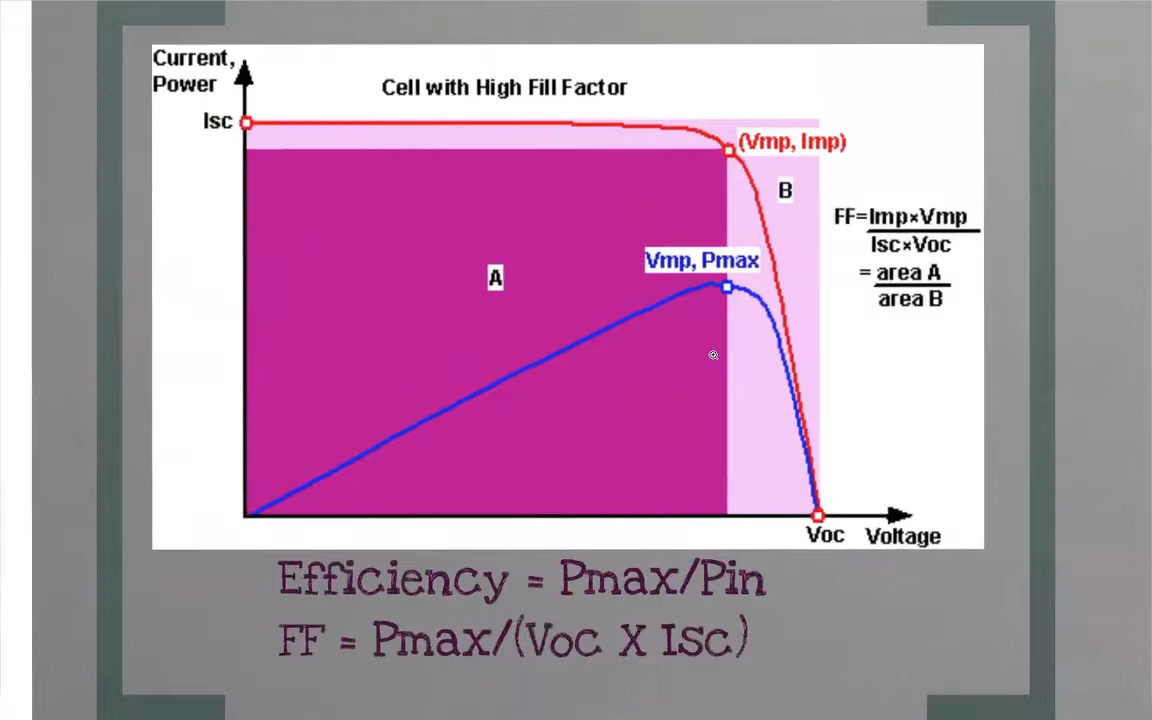 Current,
Power
Cell with High Fill Factor
Isc
(Vmp, Imp)
B
FF=Imp×Vmp
Isc×Voc
= area A
area B
Vmp, Pmax
A
Voc
Voltage
Efficiency = Pmax/Pin
FF = Pmax/(Voc X Isc)